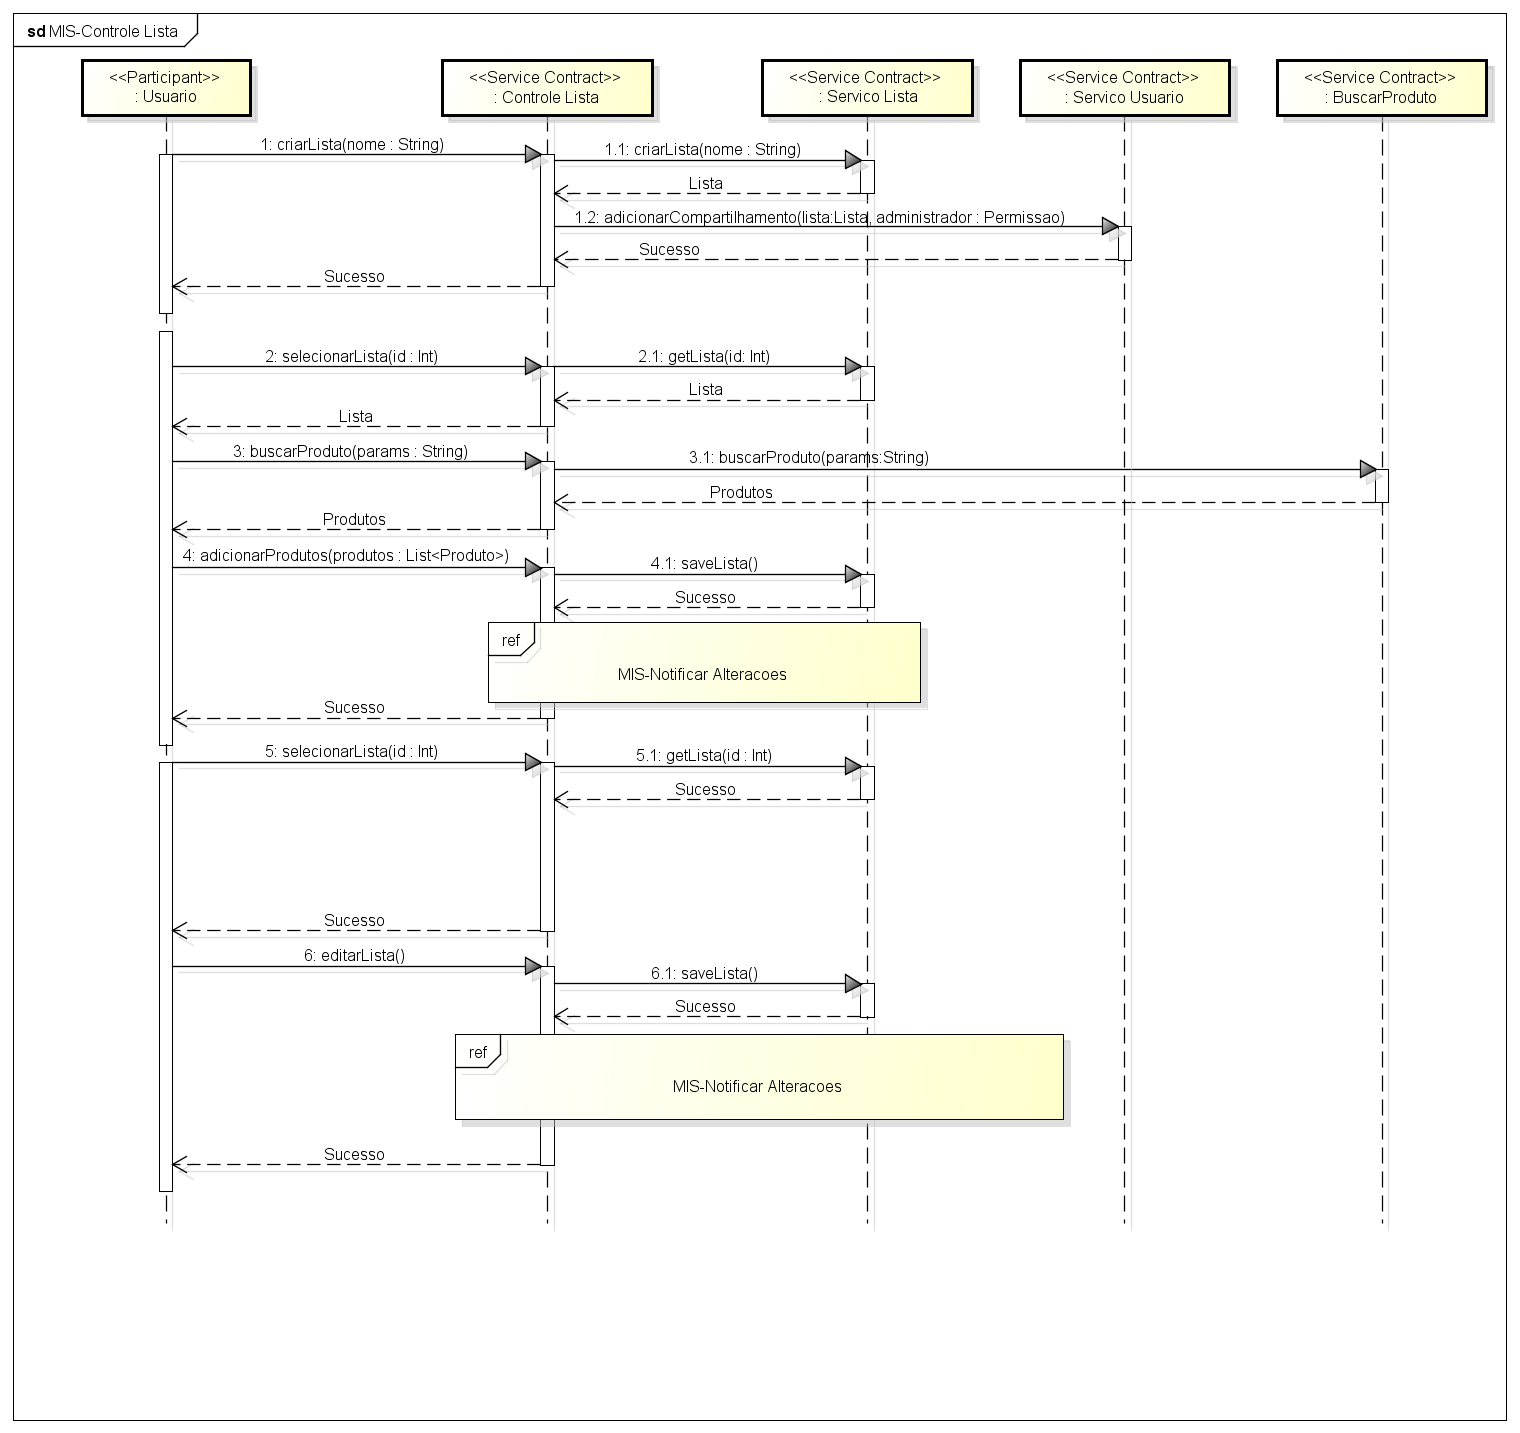 sd MIS-Controle Lista
<<Participant>>
: Usuario
<<Service Contract>>
: Controle Lista
<<Service Contract>>
: Servico Lista
<<Service Contract>>
: Servico Usuario
<<Service Contract>>
: BuscarProduto
1: criarLista(nome : String)
1.1: criarLista(nome : String)
Lista
1.2: adicionarCompartilhamento(lista:Lista, administrador : Permissao)
Sucesso
Sucesso
2: selecionarLista(id : Int)
2.1: getLista(id: Int)
Lista
Lista
3: buscarProduto(params : String)
3.1: buscarProduto(params:String)
Produtos
Produtos
4: adicionarProdutos(produtos : List<Produto>)
4.1: saveLista()
Sucesso
ref
MIS-Notificar Alteracoes
Sucesso
5: selecionarLista(id : Int)
5.1: getLista(id : Int)
Sucesso
Sucesso
6: editarLista()
6.1: saveLista()
Sucesso
ref
MIS-Notificar Alteracoes
Sucesso